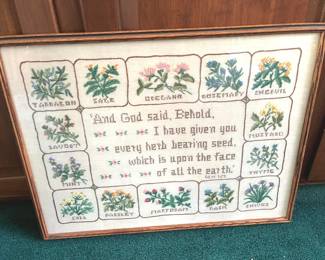 TARRAGON SAGE OREGANO ROSEMARY CHERVIL
"And God said, Behold,
I have given you
SAVORY
MUSTARD
every herb bearing seed,
which is upon the face
MINT
THYME
of all the earth."
DILL PARSLEY MARJORAM BASIL CHIVES